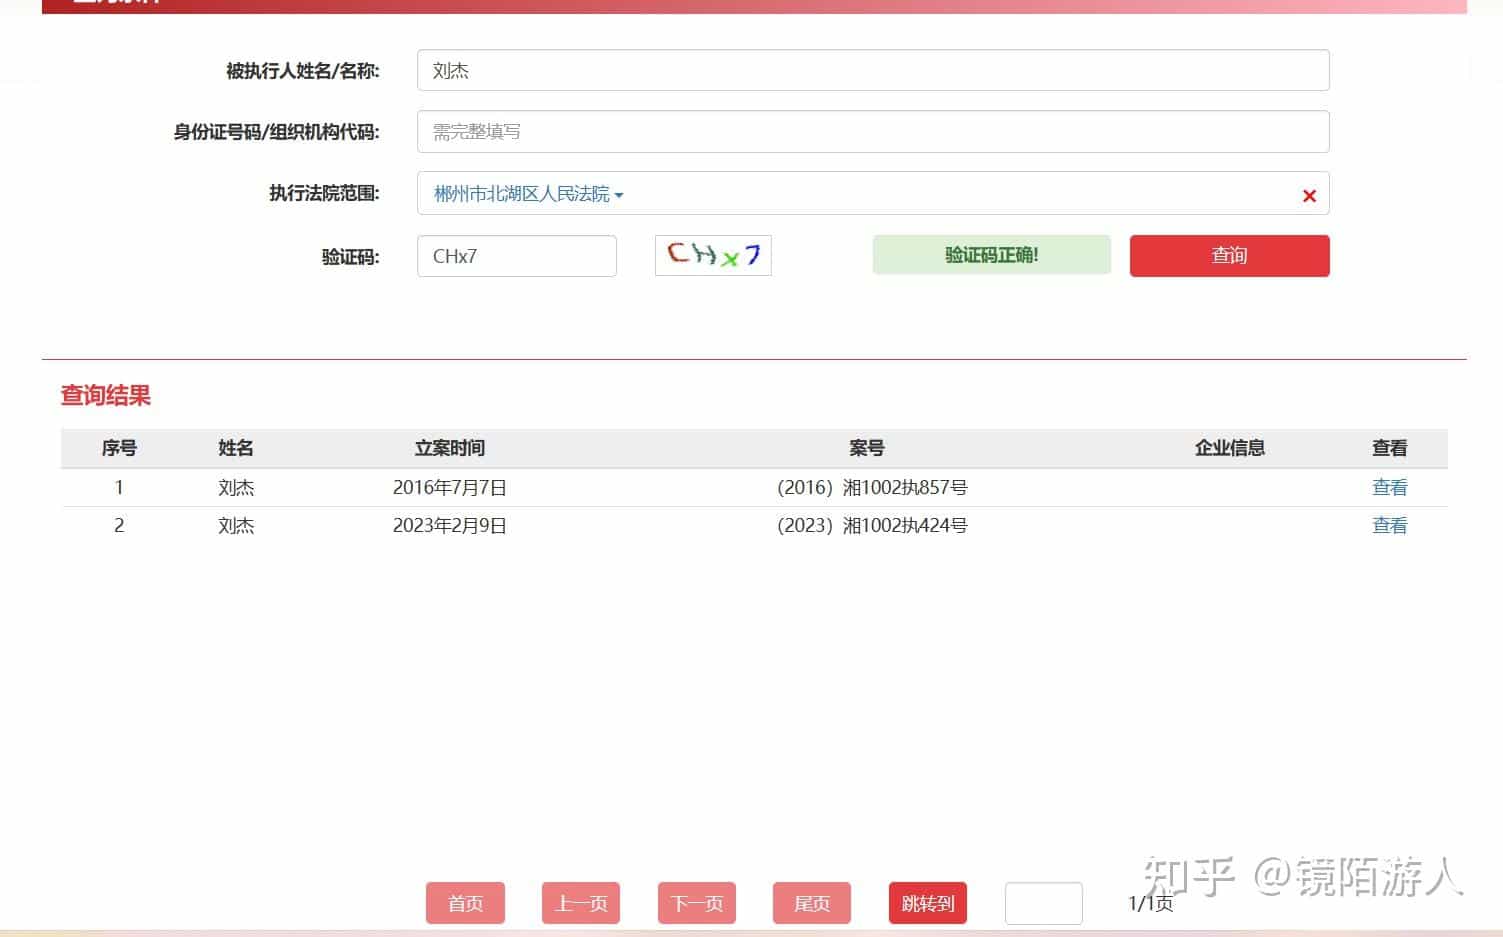 被执行人姓名/名称: 刘杰
身份证号码/组织机构代码: 需完整填写
执行法院范围: 郴州市北湖区人民法院
验证码: CHx7 CHx7 验证码正确! 查询
查询结果
序号 姓名 立案时间 案号 企业信息 查看
1 刘杰 2016年7月7日 （2016）湘1002执857号 查看
2 刘杰 2023年2月9日 （2023）湘1002执424号 查看
知乎 @镜陌游人
首页 上一页 下一页 尾页 跳转到 1/1页